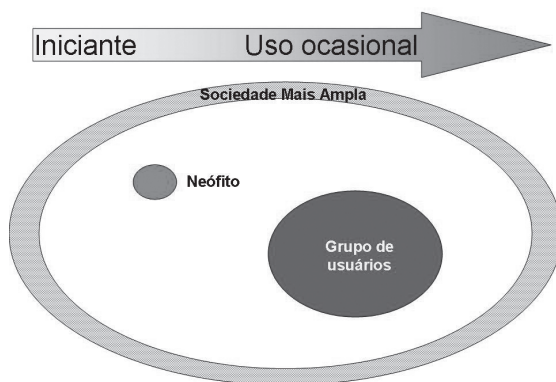 Iniciante Uso ocasional
Sociedade Mais Ampla
Neófito
Grupo de
usuários